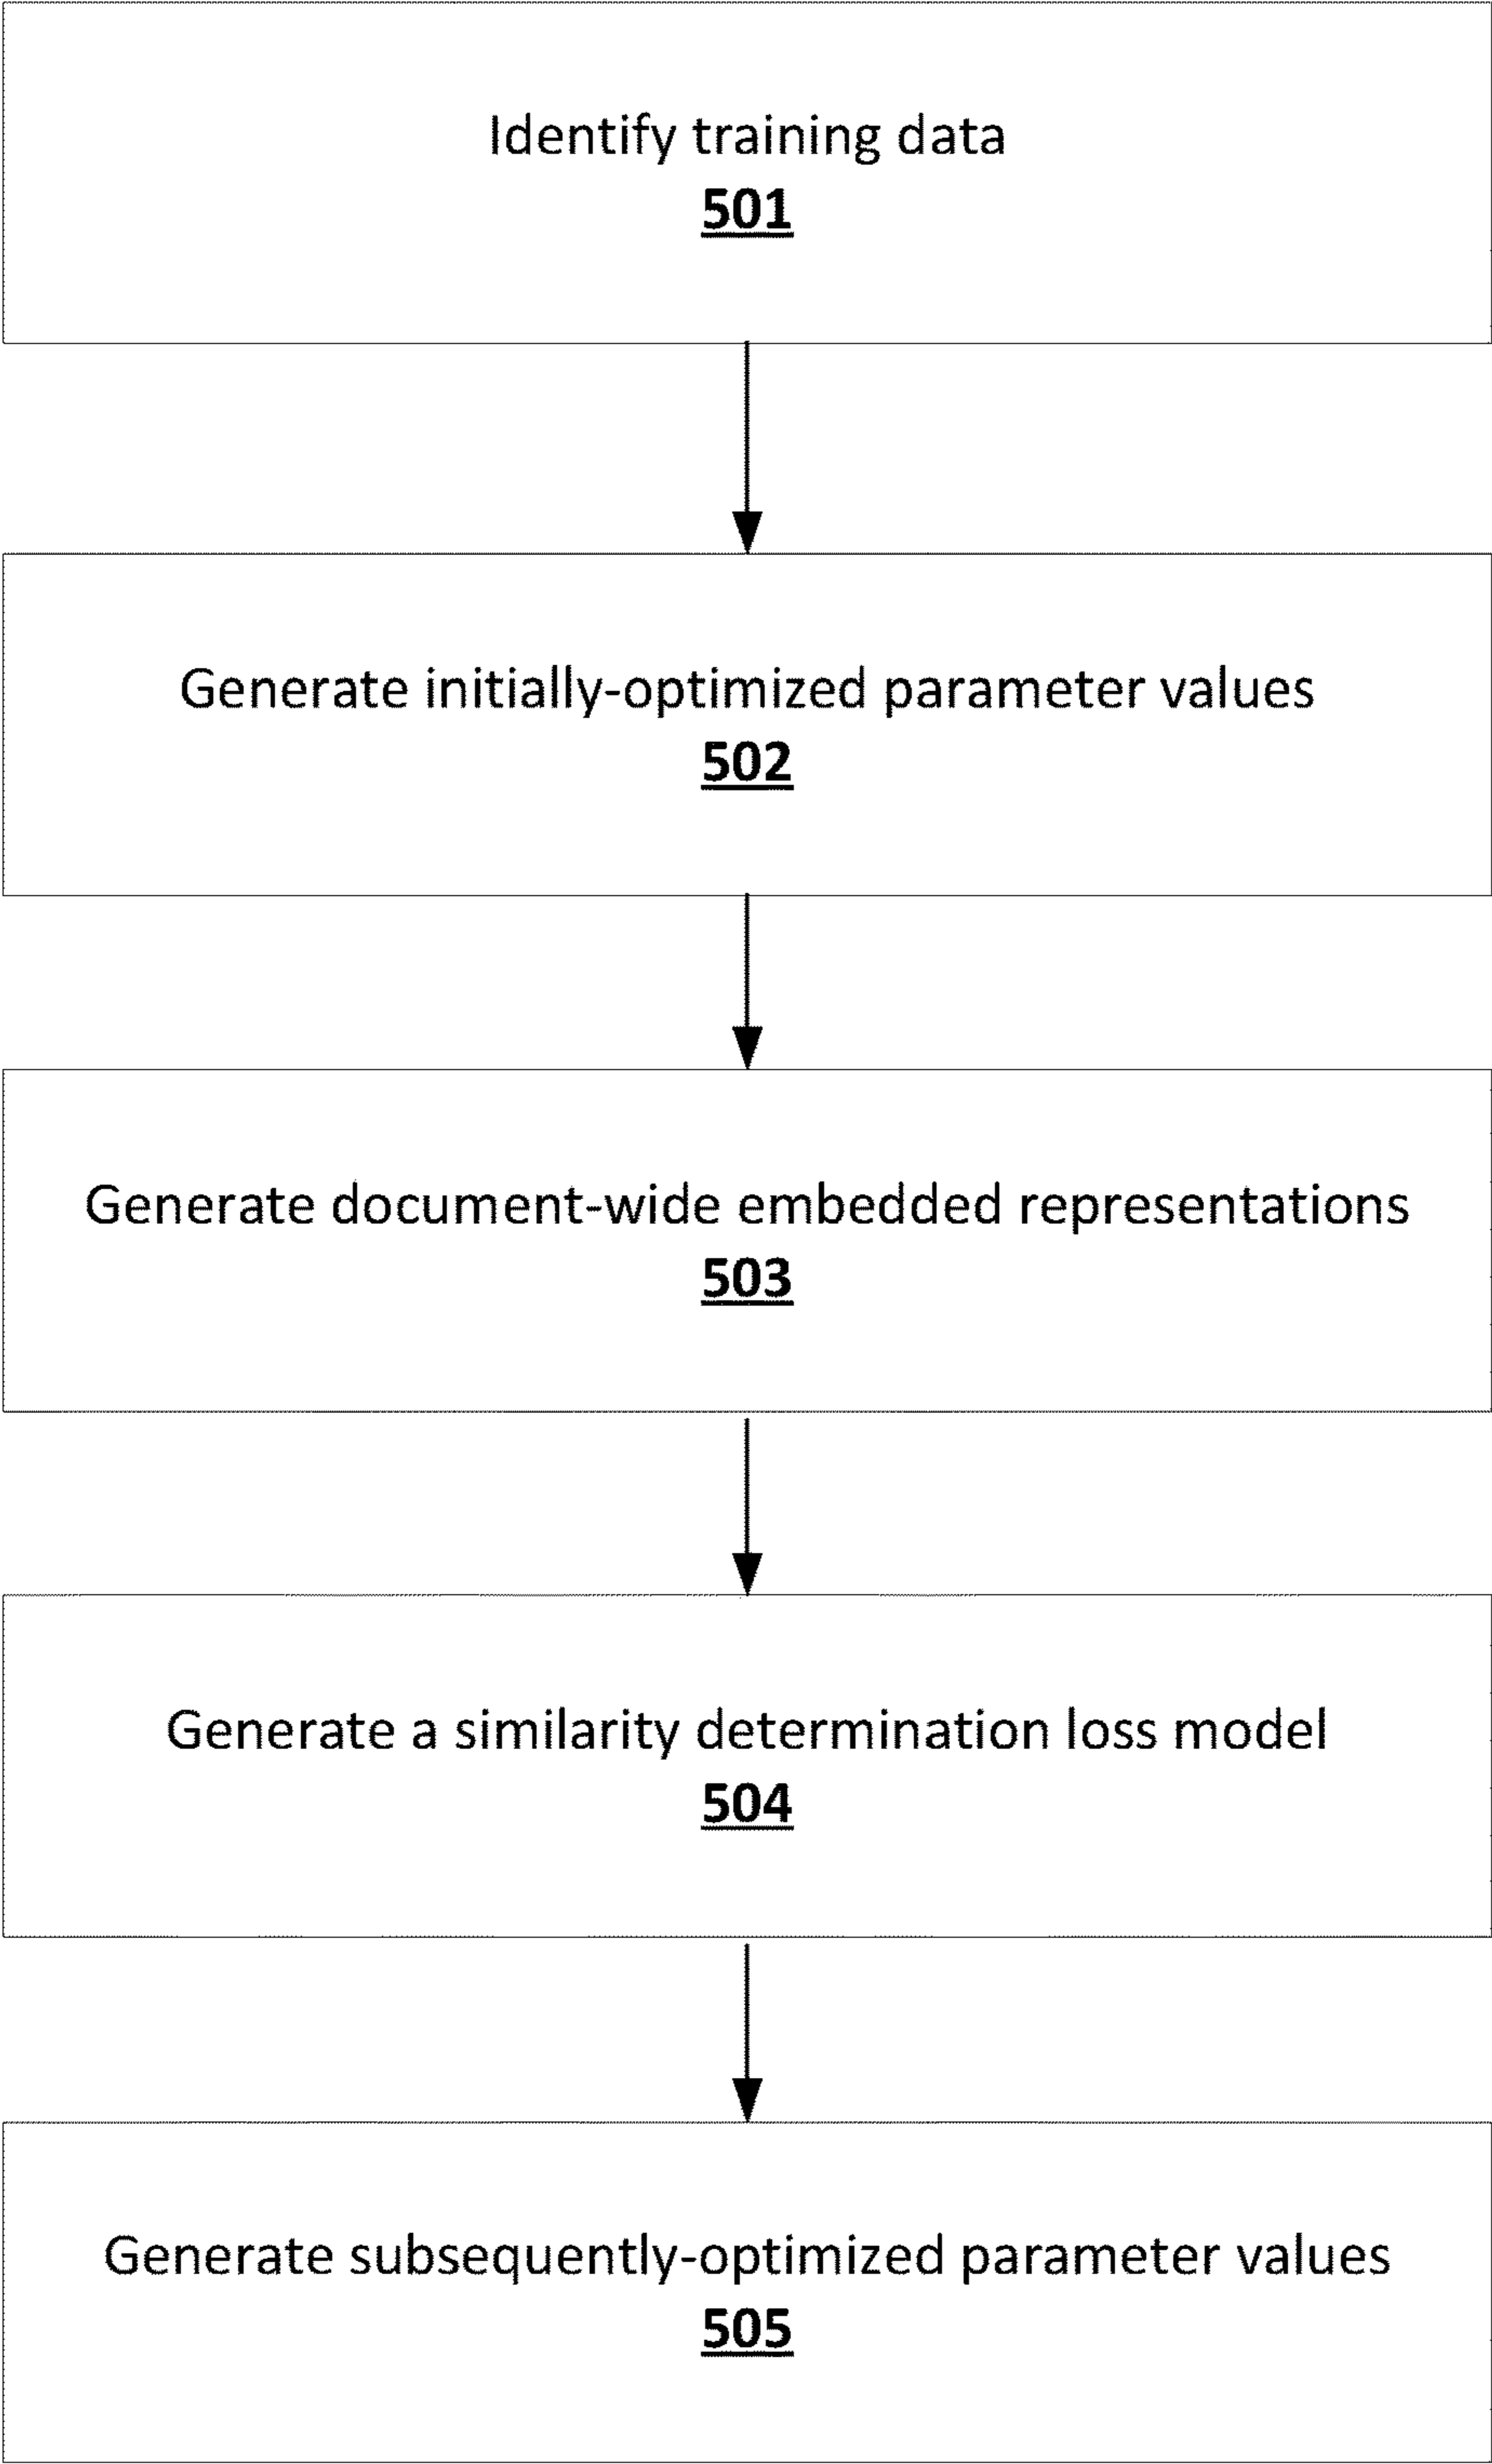 Identify training data
501
Generate initially-optimized parameter values
502
Generate document-wide embedded representations
503
Generate a similarity determination loss model
504
Generate subsequently-optimized parameter values
505